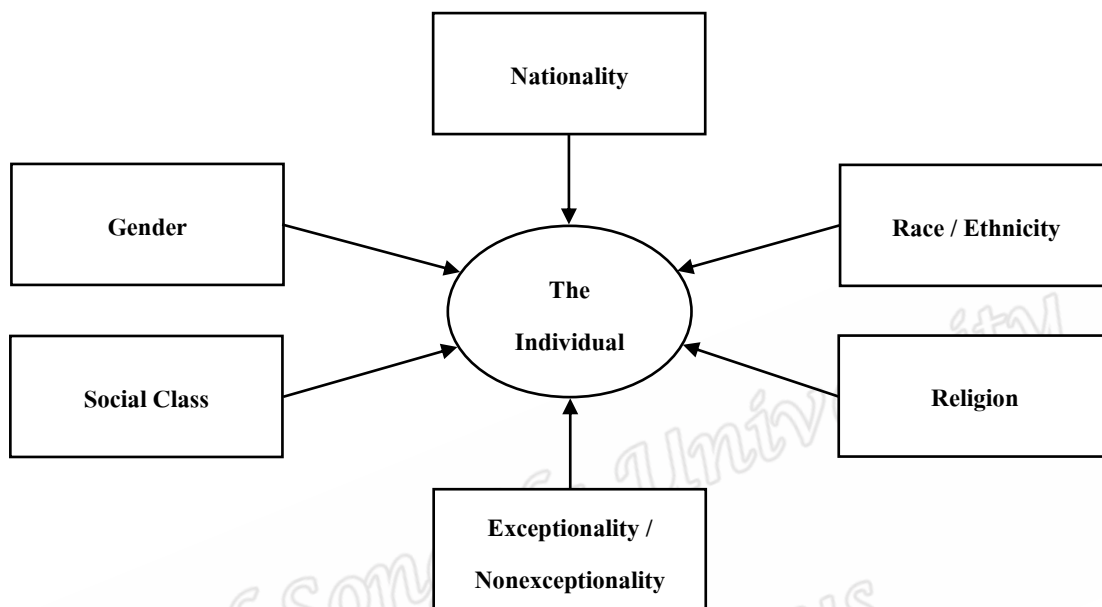 Nationality
Gender
Race / Ethnicity
The
Individual
Social Class
Religion
Exceptionality /
Nonexceptionality